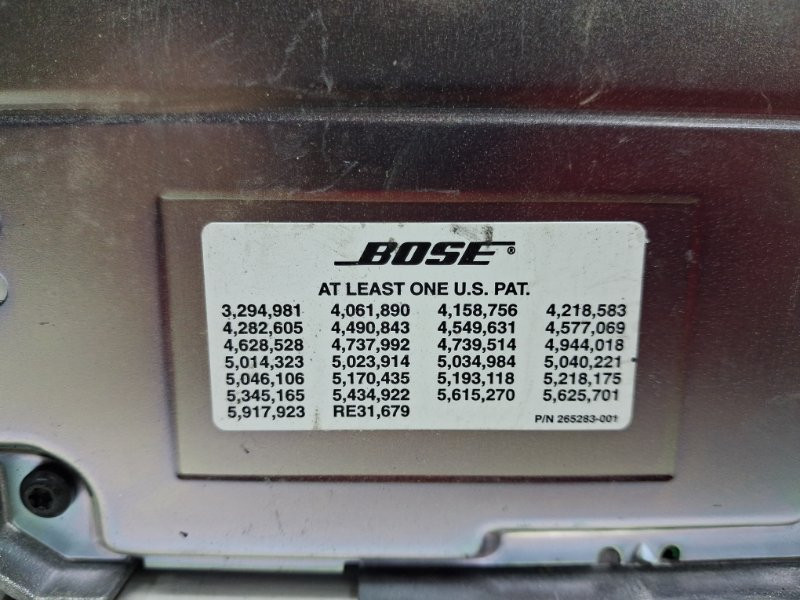 BOSE®
AT LEAST ONE U.S. PAT.
3,294,981 4,061,890 4,158,756 4,218,583
4,282,605 4,490,843 4,549,631 4,577,069
4,628,528 4,737,992 4,739,514 4,944,018
5,014,323 5,023,914 5,034,984 5,040,221
5,046,106 5,170,435 5,193,118 5,218,175
5,345,165 5,434,922 5,615,270 5,625,701
5,917,923 RE31,679
P/N 265283-001